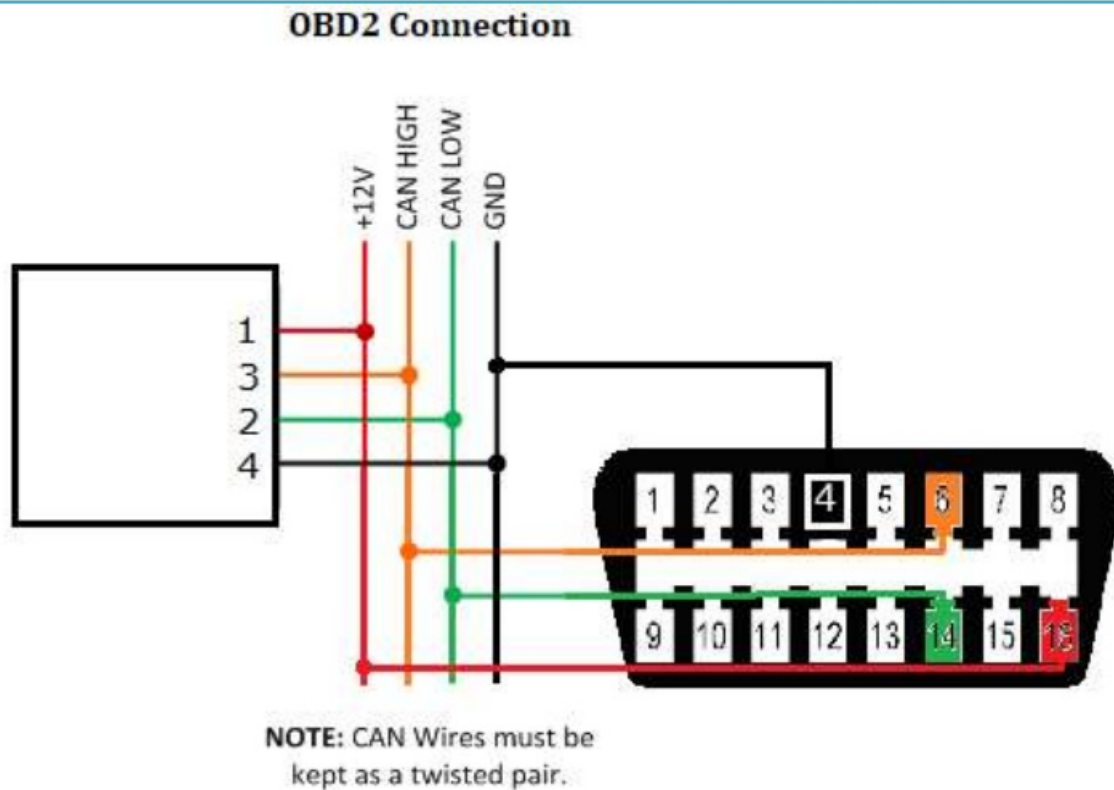 OBD2 Connection
+12V
CAN HIGH
CAN LOW
GND
1
3
2
4
1 2 3 4 5 6 7 8
9 10 11 12 13 14 15 16
NOTE: CAN Wires must be
kept as a twisted pair.